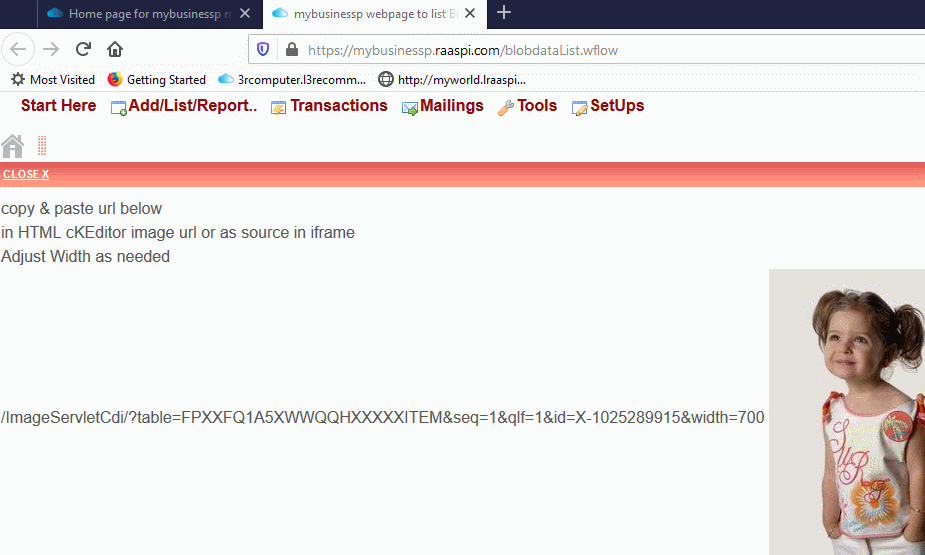 Home page for mybusinessp m
mybusinessp webpage to list B
https://mybusinessp.raaspi.com/blobdataList.wflow
Most Visited Getting Started 3rcomputer.l3recomm... http://myworld.lraaspi...
Start Here Add/List/Report.. Transactions Mailings Tools SetUps
CLOSE X
copy & paste url below
in HTML cKEditor image url or as source in iframe
Adjust Width as needed
/ImageServletCdi/?table=FPXXFQ1A5XWWQQHXXXXXITEM&seq=1&qlf=1&id=X-1025289915&width=700